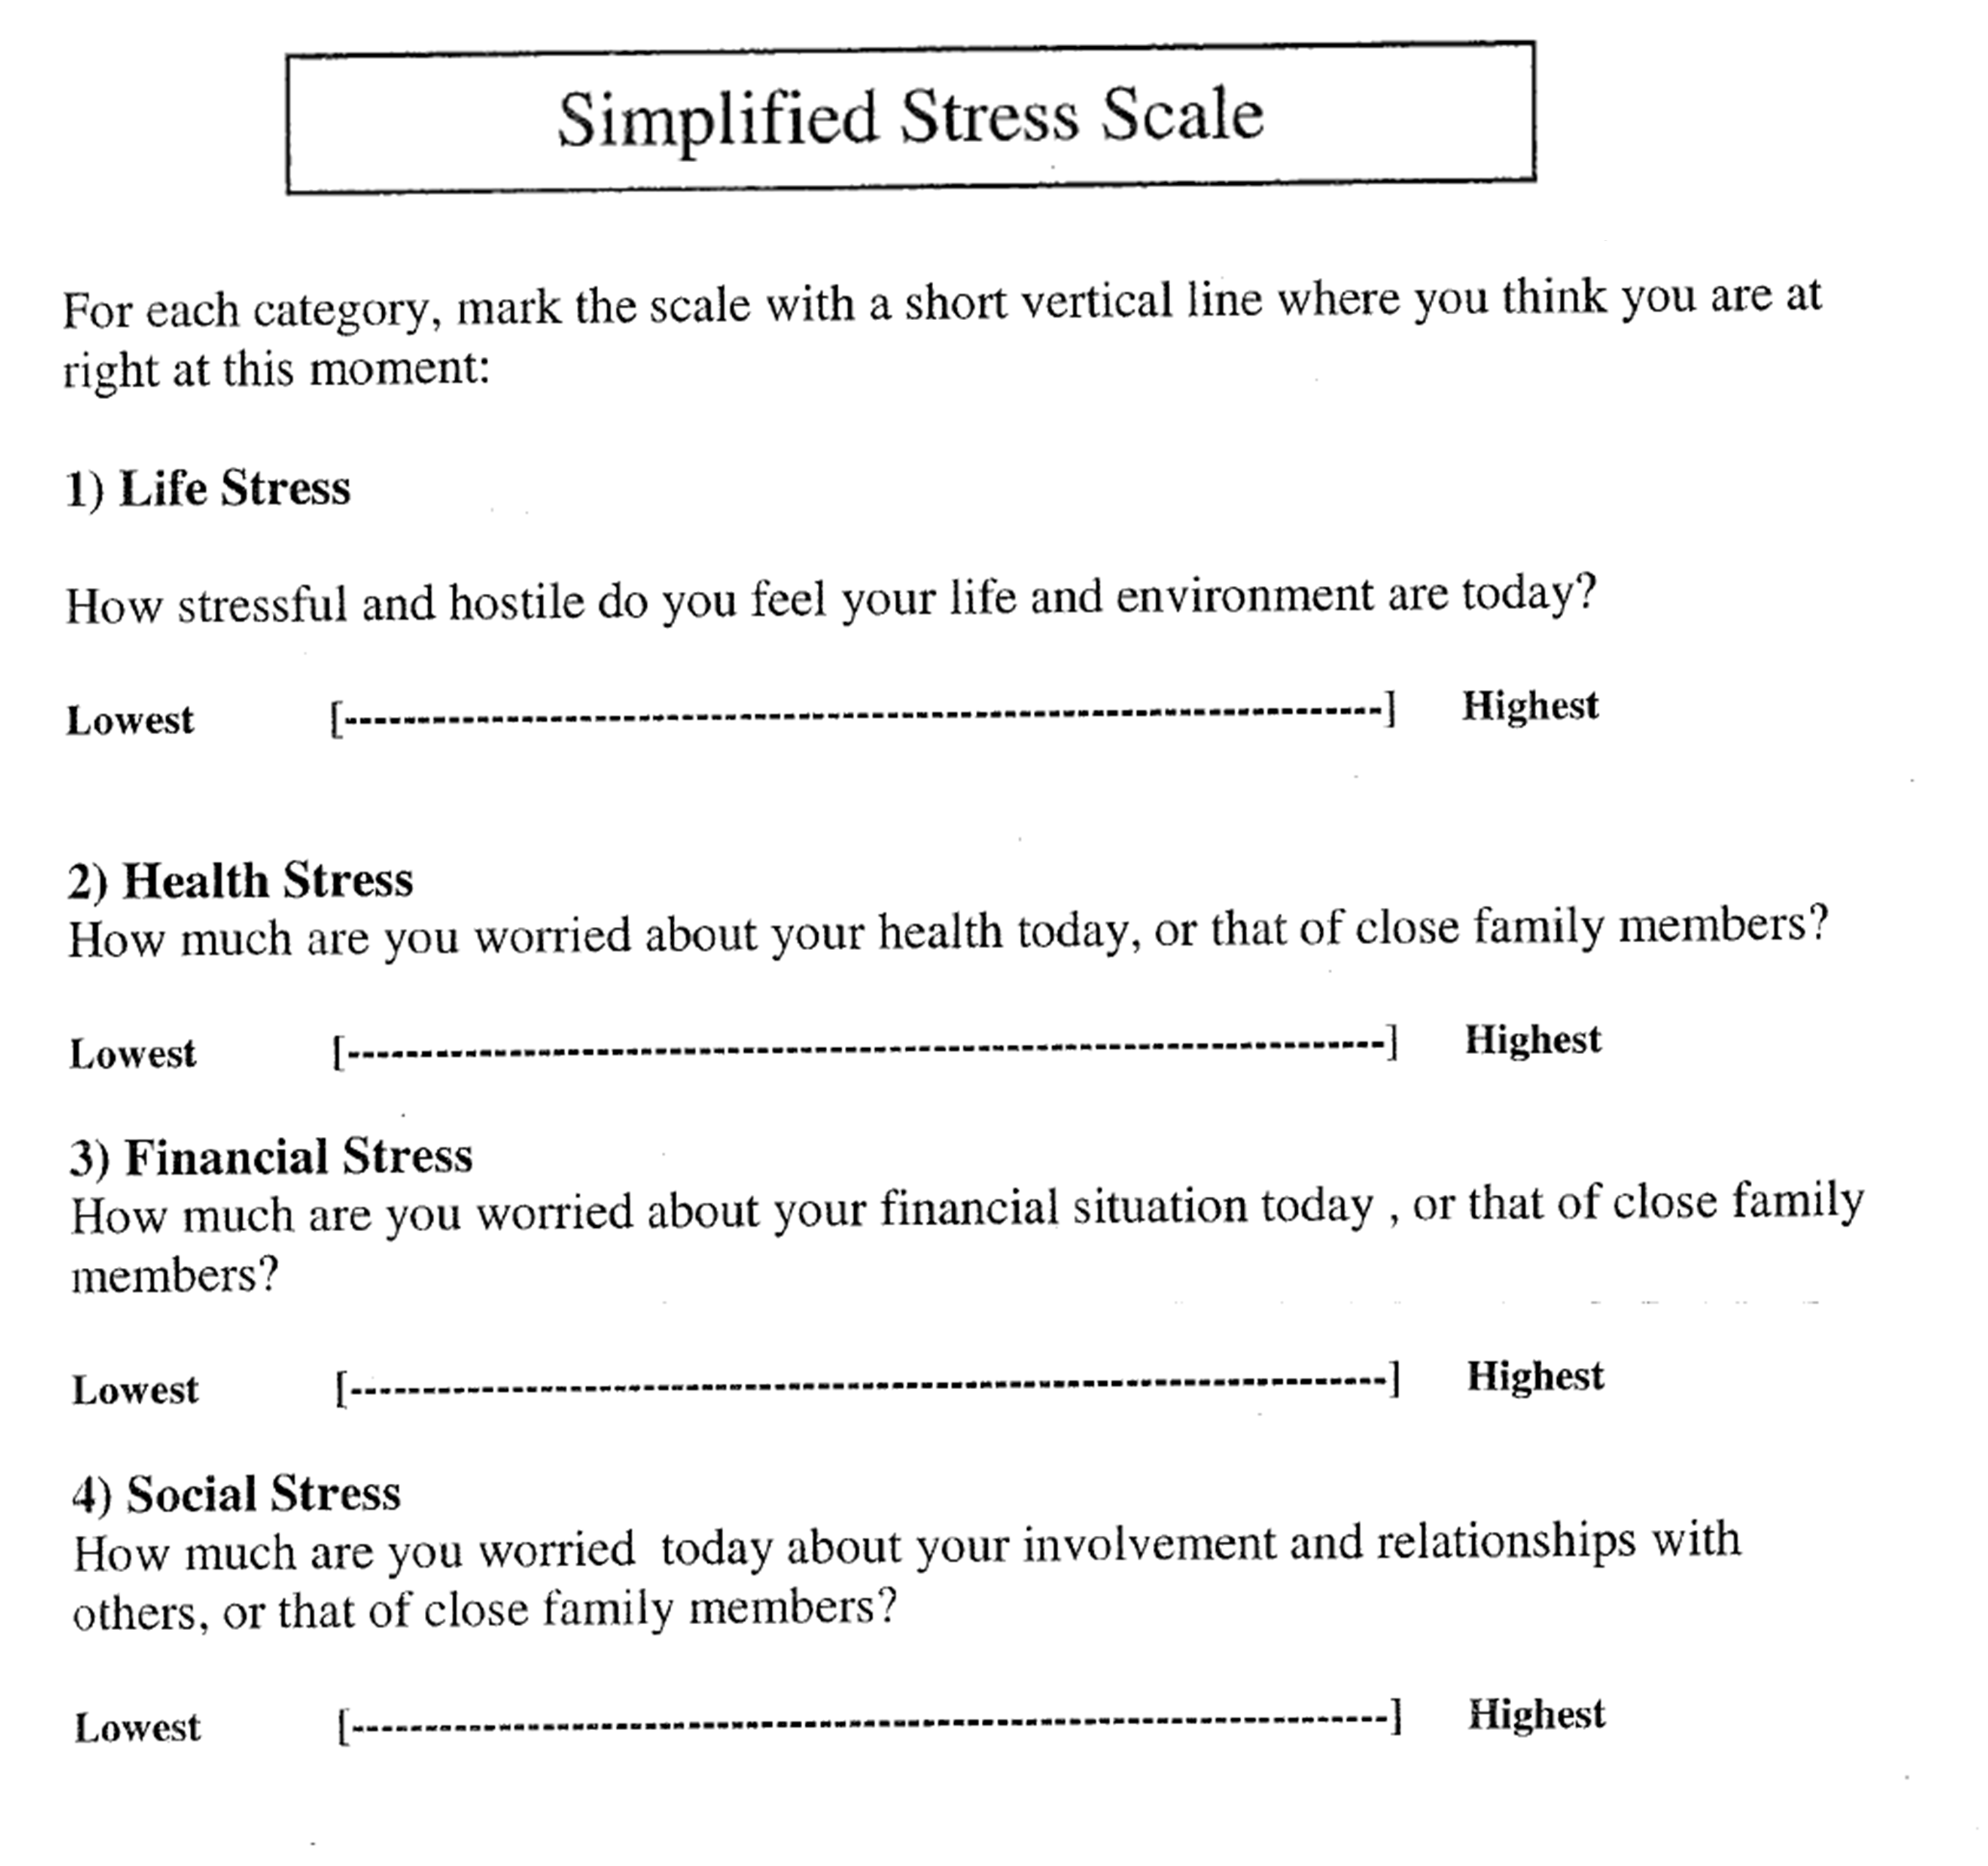 Simplified Stress Scale
For each category, mark the scale with a short vertical line where you think you are at
right at this moment:
1) Life Stress
How stressful and hostile do you feel your life and environment are today?
Lowest [-----------------------------------------------------------------------] Highest
2) Health Stress
How much are you worried about your health today, or that of close family members?
Lowest [-----------------------------------------------------------------------] Highest
3) Financial Stress
How much are you worried about your financial situation today , or that of close family
members?
Lowest [-----------------------------------------------------------------------] Highest
4) Social Stress
How much are you worried  today about your involvement and relationships with
others, or that of close family members?
Lowest [-----------------------------------------------------------------------] Highest